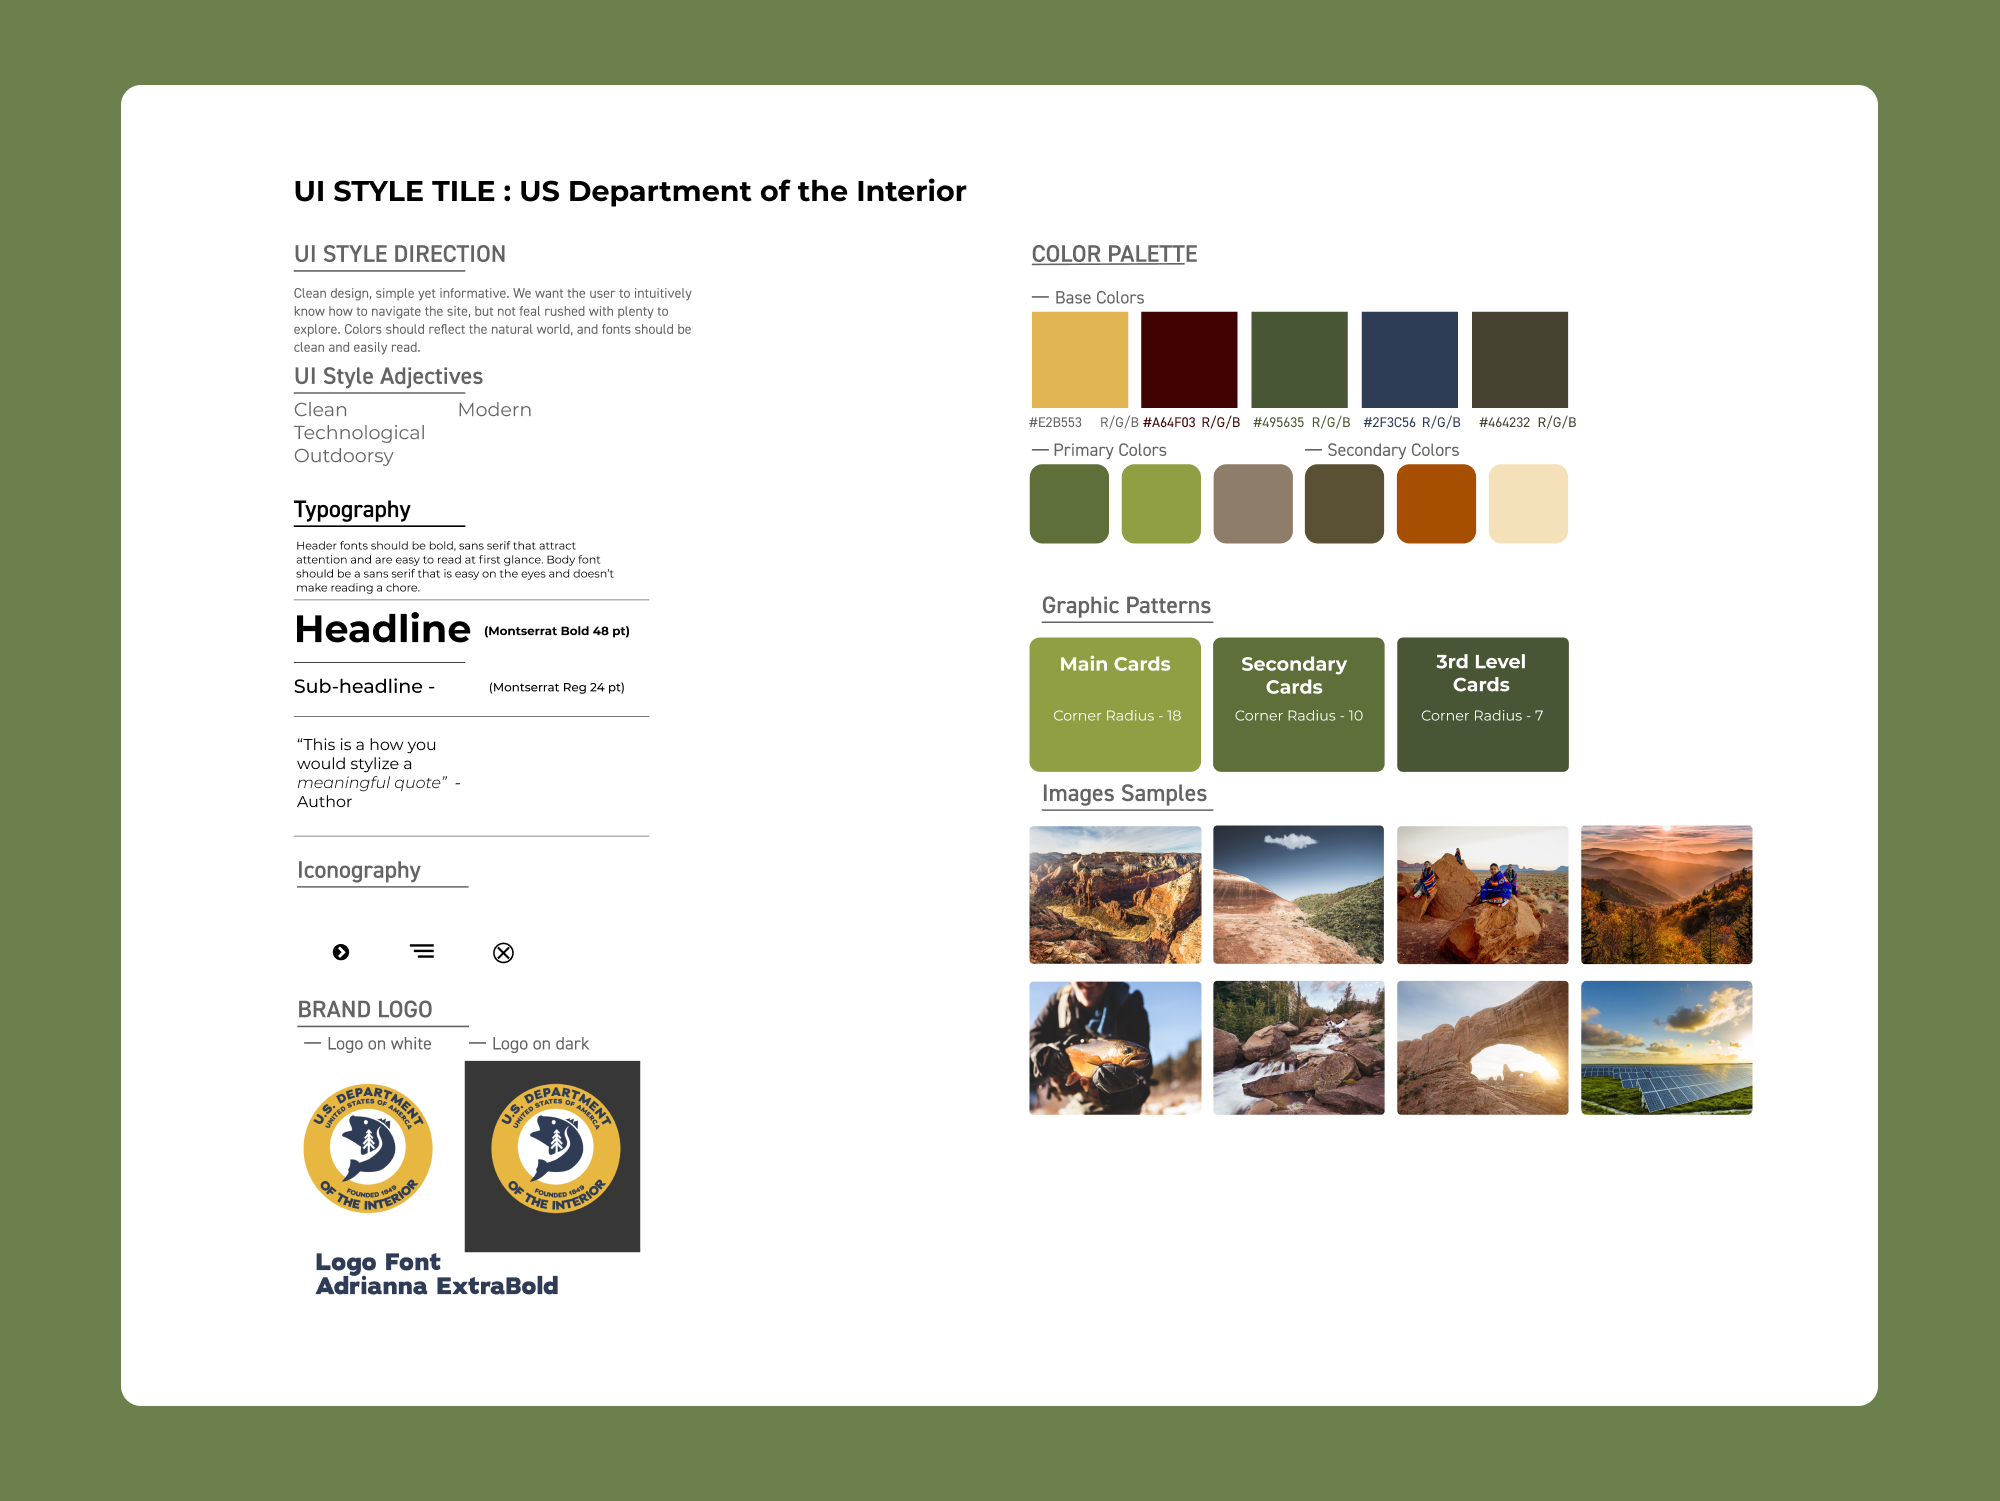 UI STYLE TILE : US Department of the Interior
UI STYLE DIRECTION
Clean design, simple yet informative. We want the user to intuitively
know how to navigate the site, but not feal rushed with plenty to
explore. Colors should reflect the natural world, and fonts should be
clean and easily read.
UI Style Adjectives
Clean Modern
Technological
Outdoorsy
Typography
Header fonts should be bold, sans serif that attract
attention and are easy to read at first glance. Body font
should be a sans serif that is easy on the eyes and doesn't
make reading a chore.
Headline (Montserrat Bold 48 pt)
Sub-headline - (Montserrat Reg 24 pt)
“This is a how you
would stylize a
meaningful quote” -
Author
Iconography
BRAND LOGO
— Logo on white — Logo on dark
U.S. DEPARTMENT
UNITED STATES OF AMERICA
FOUNDED 1849
OF THE INTERIOR
U.S. DEPARTMENT
UNITED STATES OF AMERICA
FOUNDED 1849
OF THE INTERIOR
Logo Font
Adrianna ExtraBold
COLOR PALETTE
— Base Colors
#E2B553 R/G/B #A64F03 R/G/B #495635 R/G/B #2F3C56 R/G/B #464232 R/G/B
— Primary Colors — Secondary Colors
Graphic Patterns
Main Cards
Corner Radius - 18
Secondary
Cards
Corner Radius - 10
3rd Level
Cards
Corner Radius - 7
Images Samples